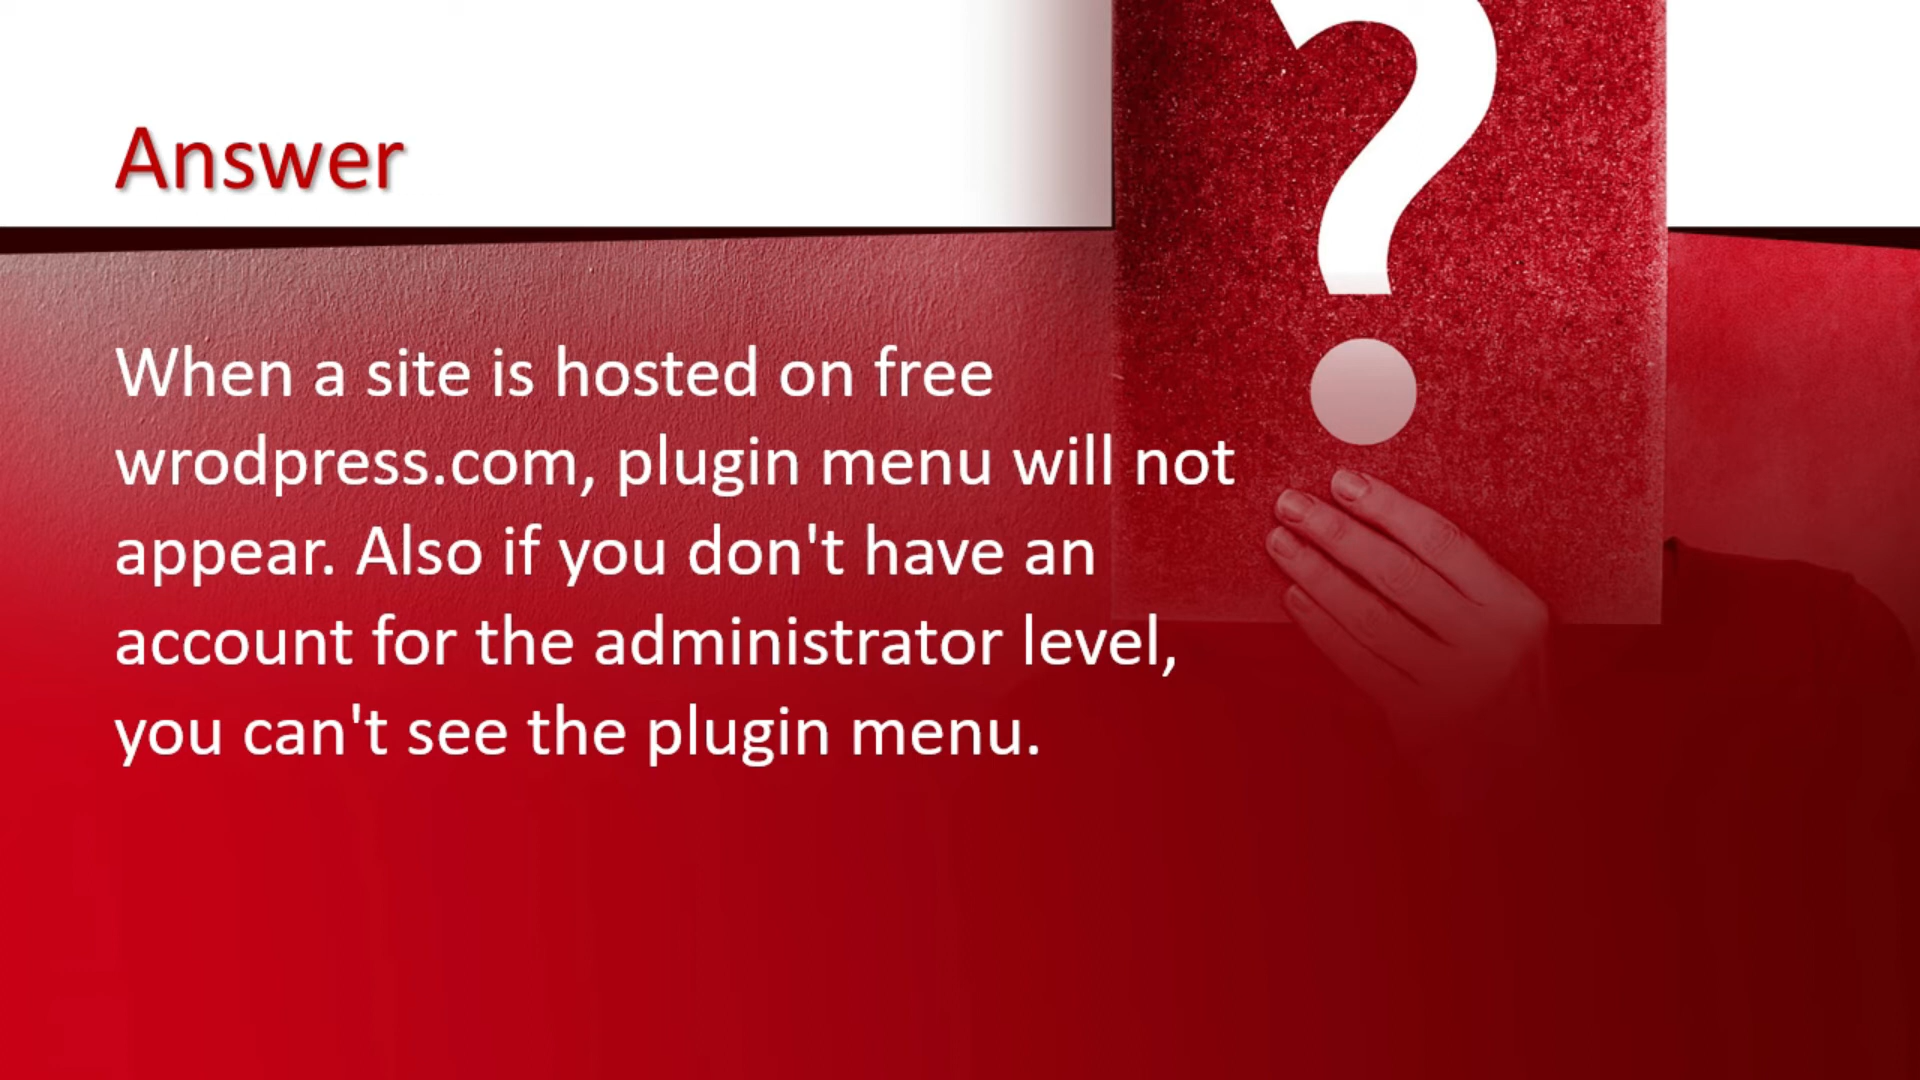 Answer
When a site is hosted on free
wrodpress.com, plugin menu will not
appear. Also if you don't have an
account for the administrator level,
you can't see the plugin menu.